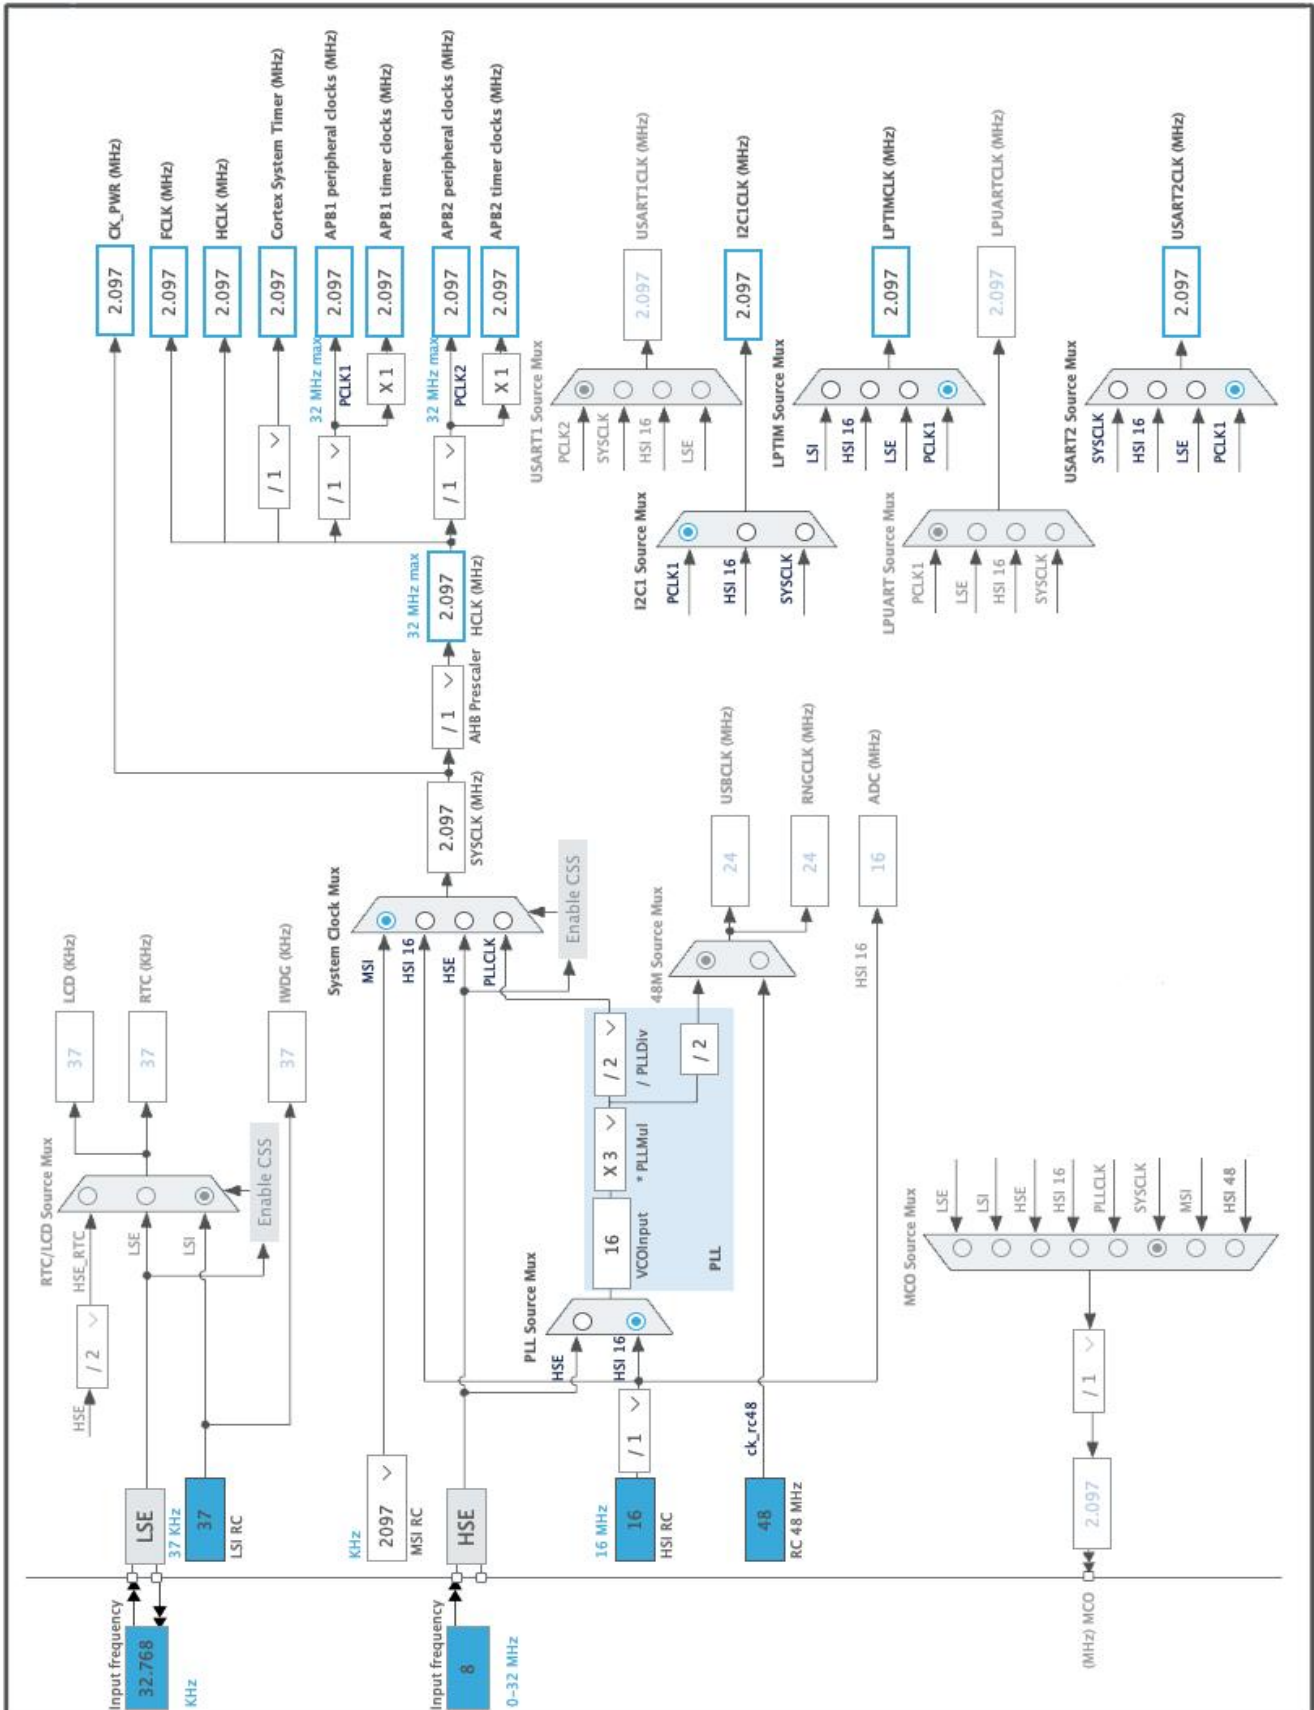 Input frequency
32.768
KHz
LSE
37 KHz
37
LSI RC
HSE
/ 2
HSE_RTC
LSE
LSI
RTC/LCD Source Mux
Enable CSS
37
LCD (KHz)
37
RTC (KHz)
37
IWDG (KHz)
Input frequency
8
0-32 MHz
KHz
2097
MSI RC
HSE
16 MHz
16
HSI RC
/ 1
48
RC 48 MHz
ck_rc48
PLL Source Mux
HSE
HSI 16
16
VCOInput
X 3
* PLLMul
/ 2
/ PLLDiv
/ 2
PLL
System Clock Mux
MSI
HSI 16
HSE
PLLCLK
Enable CSS
48M Source Mux
24
USBCLK (MHz)
24
RNGCLK (MHz)
HSI 16
16
ADC (MHz)
2.097
SYSCLK (MHz)
/ 1
AHB Prescaler
32 MHz max
2.097
HCLK (MHz)
2.097
CK_PWR (MHz)
2.097
FCLK (MHz)
2.097
HCLK (MHz)
/ 1
2.097
Cortex System Timer (MHz)
/ 1
32 MHz max
PCLK1
2.097
APB1 peripheral clocks (MHz)
X 1
2.097
APB1 timer clocks (MHz)
/ 1
32 MHz max
PCLK2
2.097
APB2 peripheral clocks (MHz)
X 1
2.097
APB2 timer clocks (MHz)
USART1 Source Mux
PCLK2
SYSCLK
HSI 16
LSE
2.097
USART1CLK (MHz)
I2C1 Source Mux
PCLK1
HSI 16
SYSCLK
2.097
I2C1CLK (MHz)
LPTIM Source Mux
LSI
HSI 16
LSE
PCLK1
2.097
LPTIMCLK (MHz)
LPUART Source Mux
PCLK1
LSE
HSI 16
SYSCLK
2.097
LPUARTCLK (MHz)
USART2 Source Mux
SYSCLK
HSI 16
LSE
PCLK1
2.097
USART2CLK (MHz)
MCO Source Mux
LSE
LSI
HSE
HSI 16
PLLCLK
SYSCLK
MSI
HSI 48
/ 1
2.097
(MHz) MCO